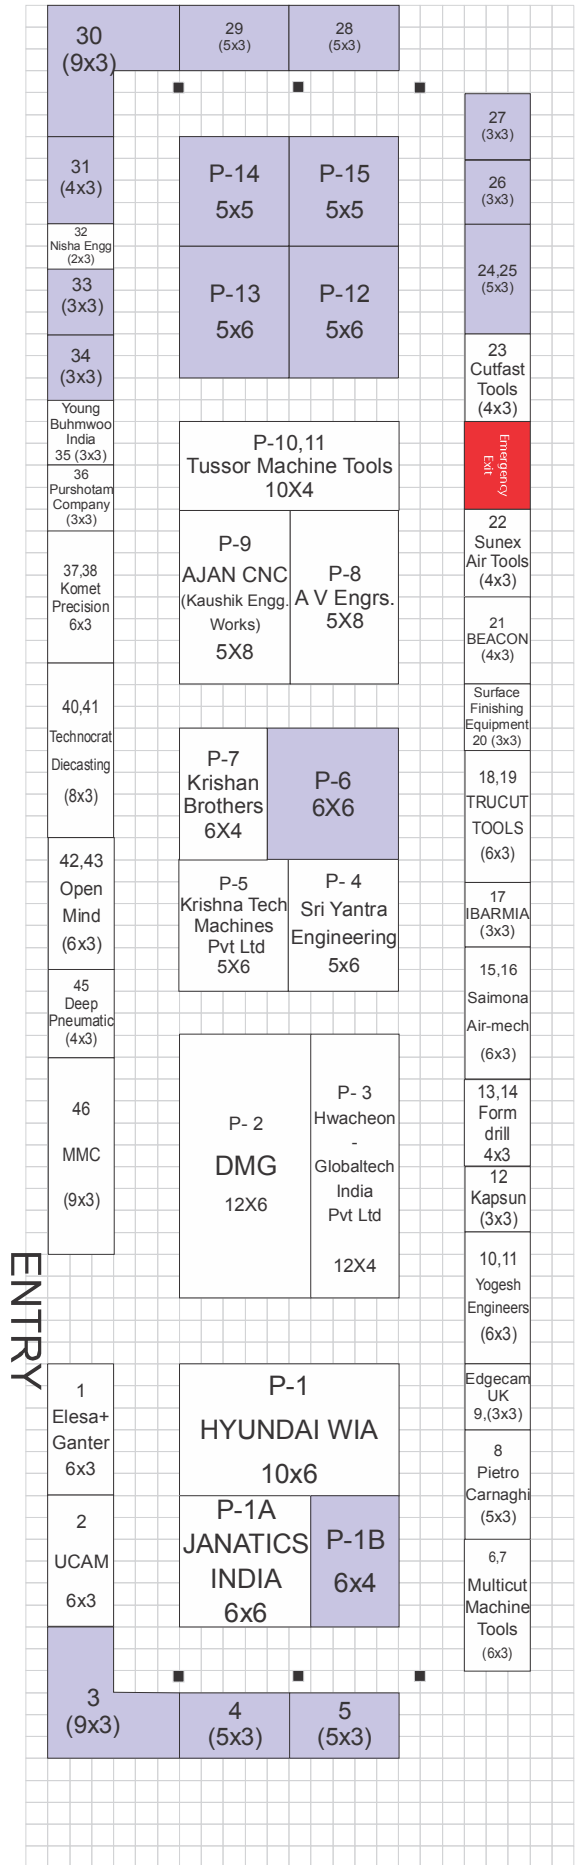 30
(9x3)
29
(5x3)
28
(5x3)
27
(3x3)
26
(3x3)
24,25
(5x3)
23
Cutfast
Tools
(4x3)
Emergency
Exit
22
Sunex
Air Tools
(4x3)
21
BEACON
(4x3)
Surface
Finishing
Equipment
20 (3x3)
18,19
TRUCUT
TOOLS
(6x3)
17
IBARMIA
(3x3)
15,16
Saimona
Air-mech
(6x3)
13,14
Form
drill
4x3
12
Kapsun
(3x3)
10,11
Yogesh
Engineers
(6x3)
Edgecam
UK
9,(3x3)
8
Pietro
Carnaghi
(5x3)
6,7
Multicut
Machine
Tools
(6x3)
31
(4x3)
32
Nisha Engg
(2x3)
33
(3x3)
34
(3x3)
Young
Buhmwoo
India
35 (3x3)
36
Purshotam
Company
(3x3)
37,38
Komet
Precision
6x3
40,41
Technocrat
Diecasting
(8x3)
42,43
Open
Mind
(6x3)
45
Deep
Pneumatic
(4x3)
46
MMC
(9x3)
ENTRY
1
Elesa+
Ganter
6x3
2
UCAM
6x3
3
(9x3)
4
(5x3)
5
(5x3)
P-14
5x5
P-15
5x5
P-13
5x6
P-12
5x6
P-10,11
Tussor Machine Tools
10X4
P-9
AJAN CNC
(Kaushik Engg.
Works)
5X8
P-8
A V Engrs.
5X8
P-7
Krishan
Brothers
6X4
P-6
6X6
P-5
Krishna Tech
Machines
Pvt Ltd
5X6
P- 4
Sri Yantra
Engineering
5x6
P- 2
DMG
12X6
P- 3
Hwacheon
-
Globaltech
India
Pvt Ltd
12X4
P-1
HYUNDAI WIA
10x6
P-1A
JANATICS
INDIA
6x6
P-1B
6x4